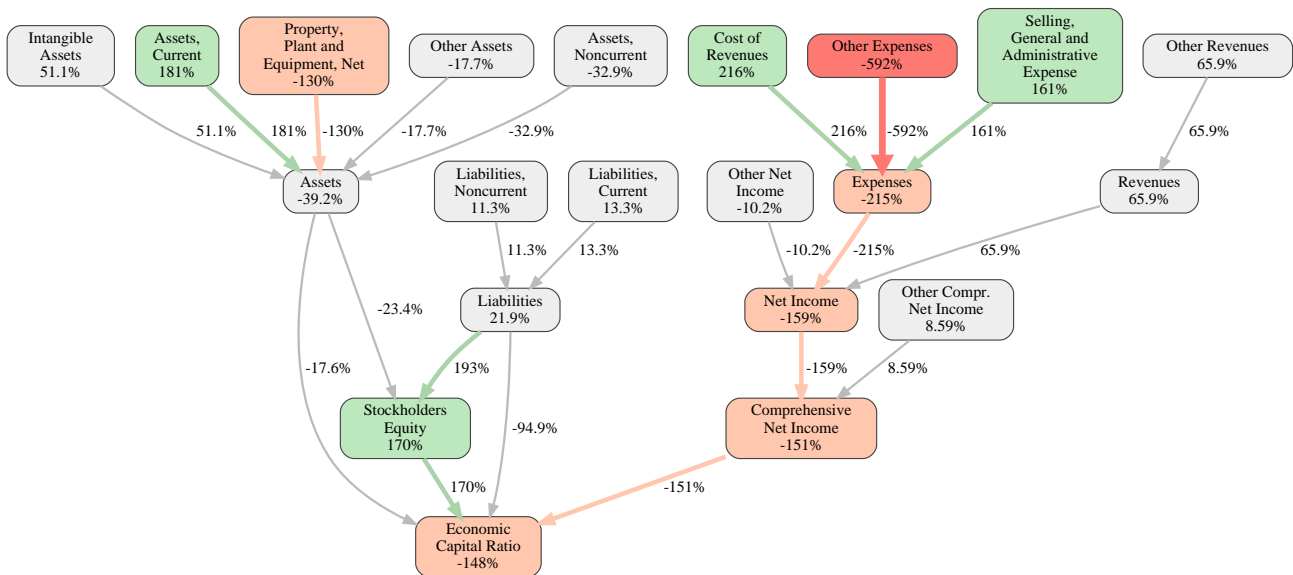 Intangible
Assets
51.1%
Assets,
Current
181%
Property,
Plant and
Equipment, Net
-130%
Other Assets
-17.7%
Assets,
Noncurrent
-32.9%
Cost of
Revenues
216%
Other Expenses
-592%
Selling,
General and
Administrative
Expense
161%
Other Revenues
65.9%
51.1%
181%
-130%
-17.7%
-32.9%
216%
-592%
161%
65.9%
Assets
-39.2%
Liabilities,
Noncurrent
11.3%
Liabilities,
Current
13.3%
Other Net
Income
-10.2%
Expenses
-215%
Revenues
65.9%
11.3%
13.3%
-10.2%
-215%
65.9%
-23.4%
Liabilities
21.9%
Net Income
-159%
Other Compr.
Net Income
8.59%
-17.6%
193%
-159%
8.59%
Stockholders
Equity
170%
-94.9%
Comprehensive
Net Income
-151%
170%
-151%
Economic
Capital Ratio
-148%